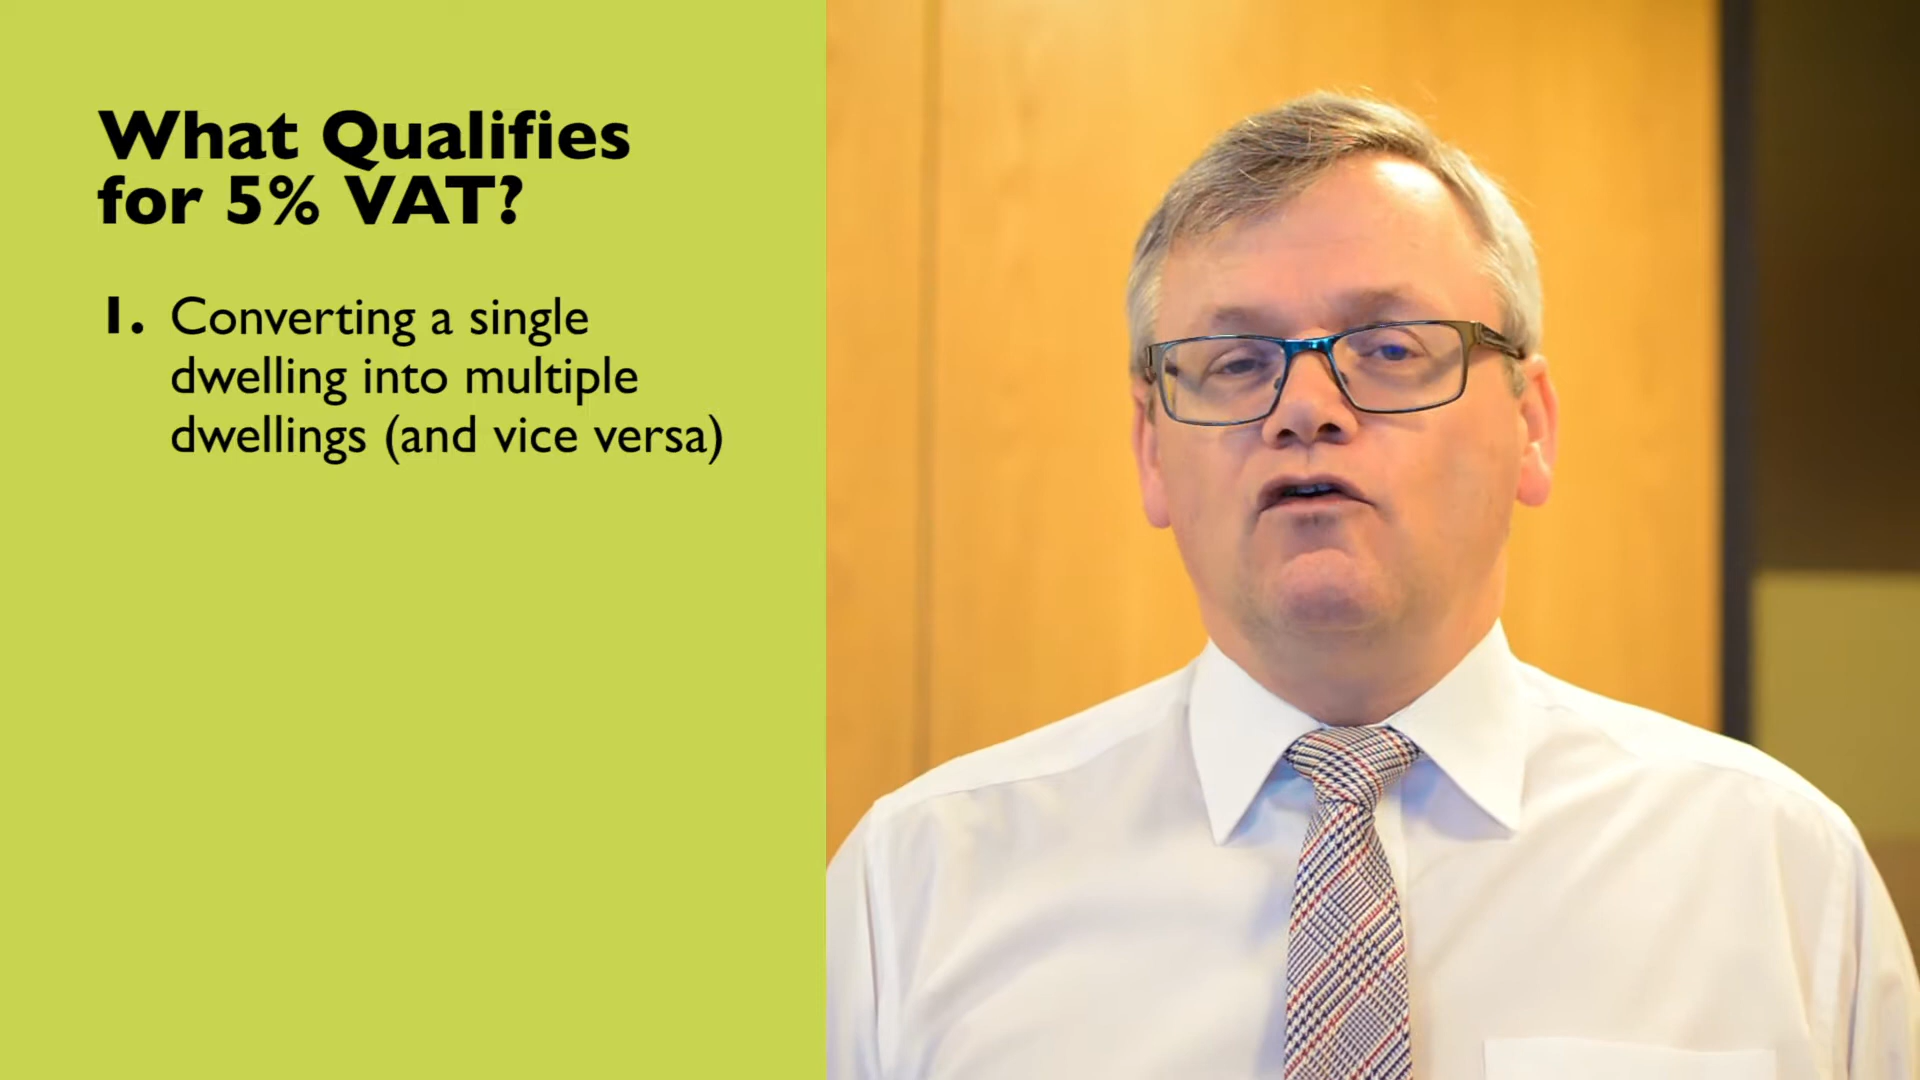 What Qualifies
for 5% VAT?
1. Converting a single
dwelling into multiple
dwellings (and vice versa)